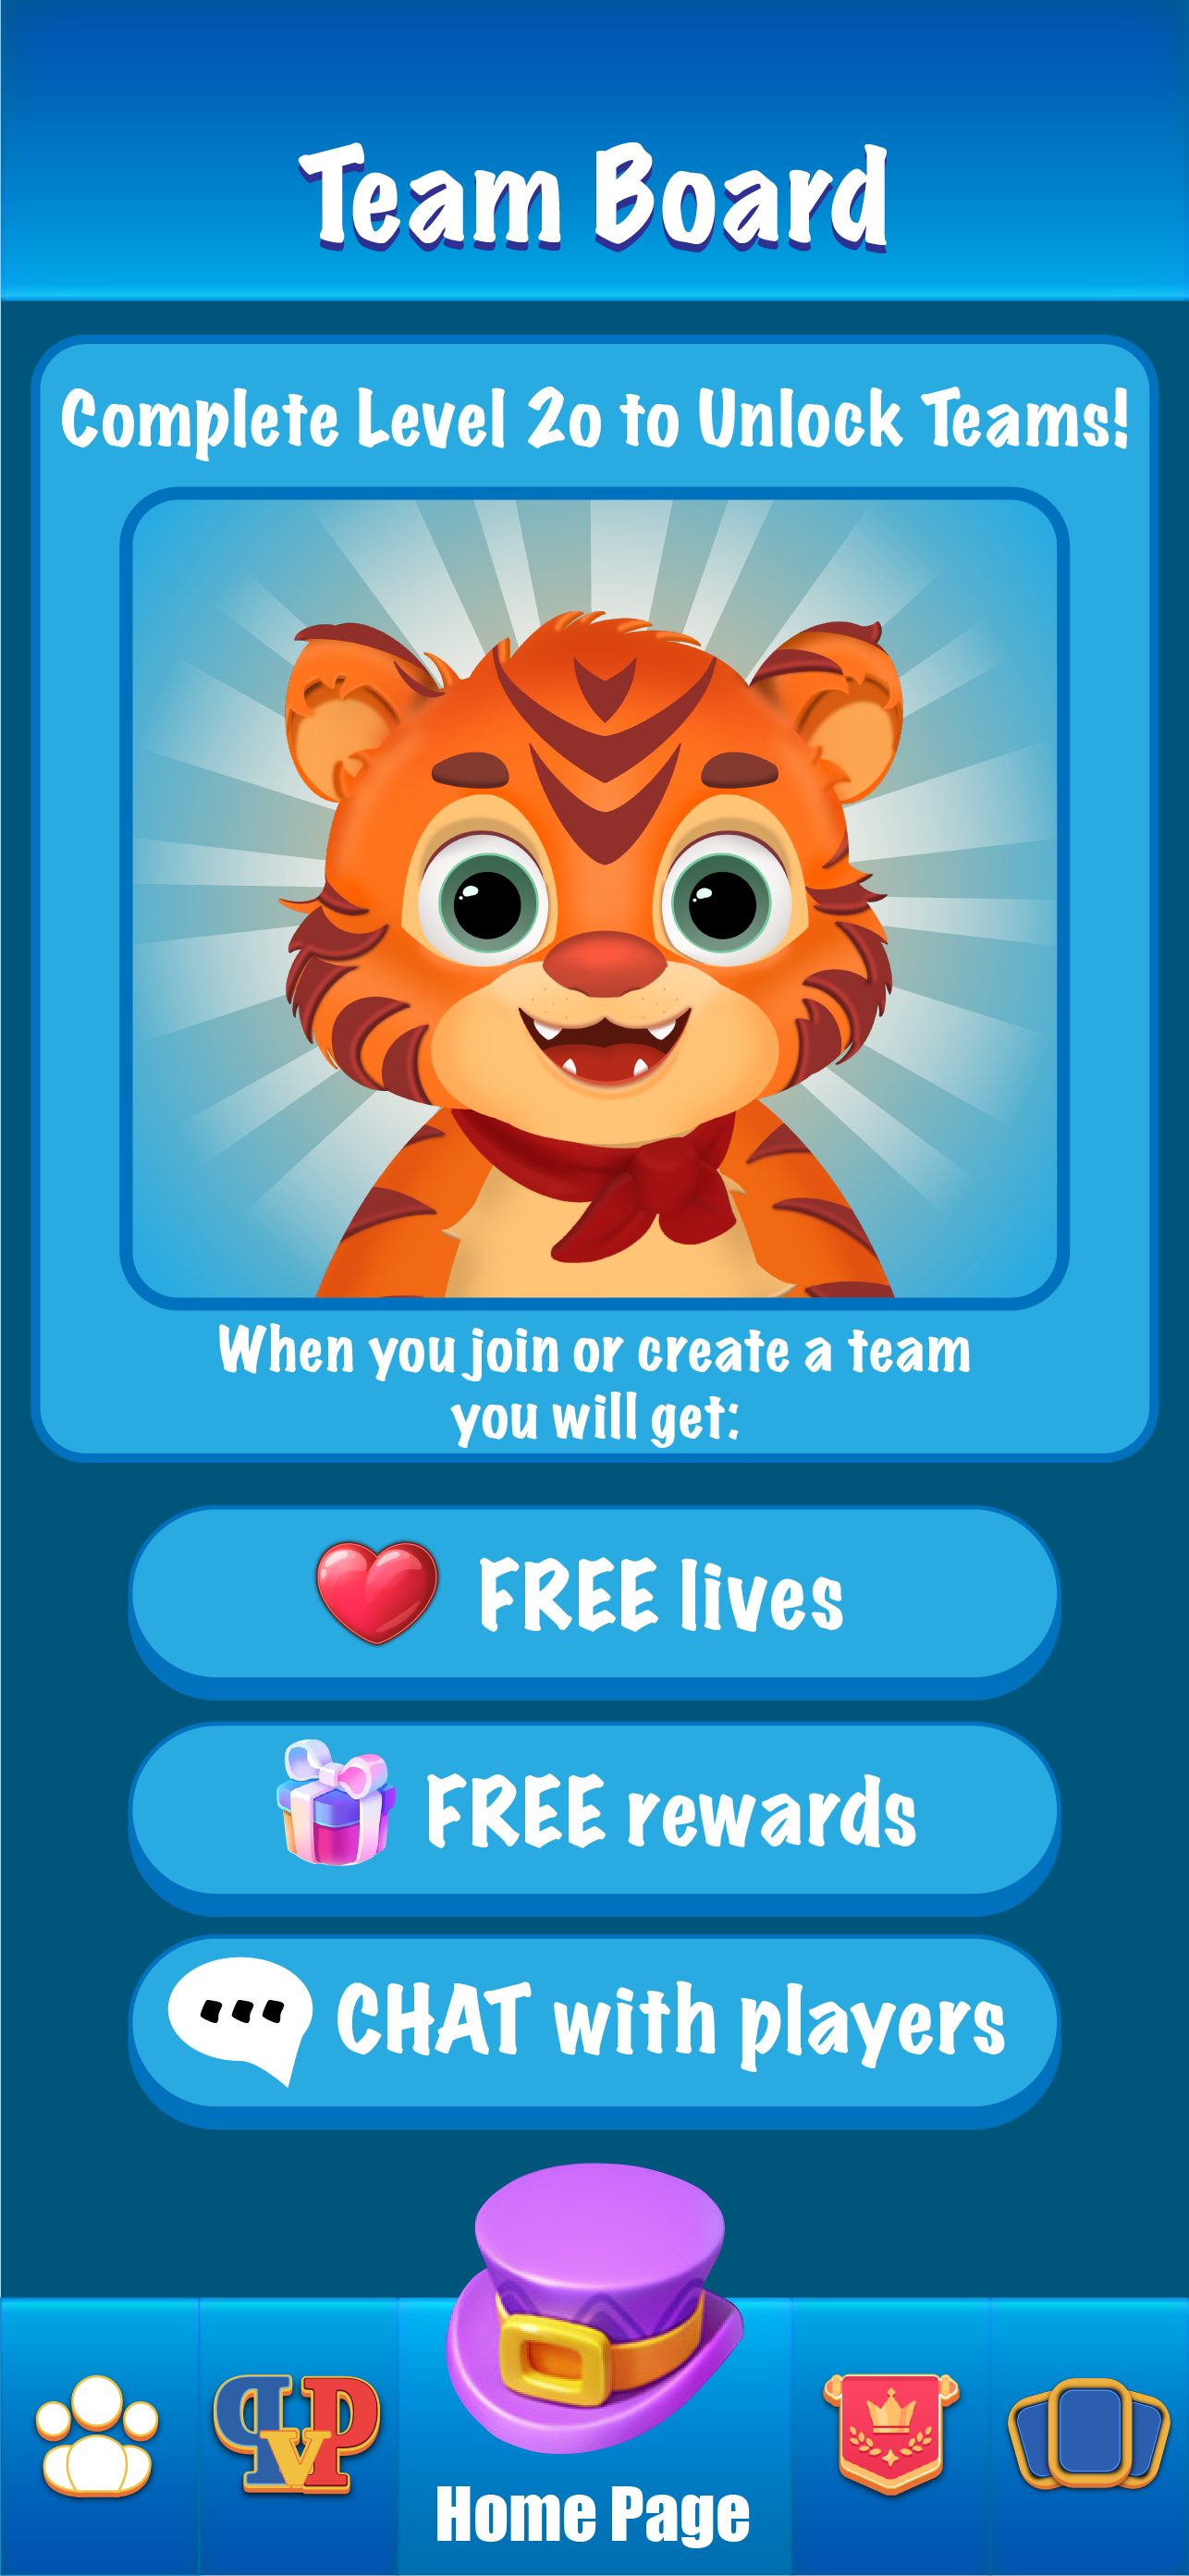 Team Board
Complete Level 20 to Unlock Teams!
When you join or create a team
you will get:
FREE lives
FREE rewards
CHAT with players
PVP
Home Page